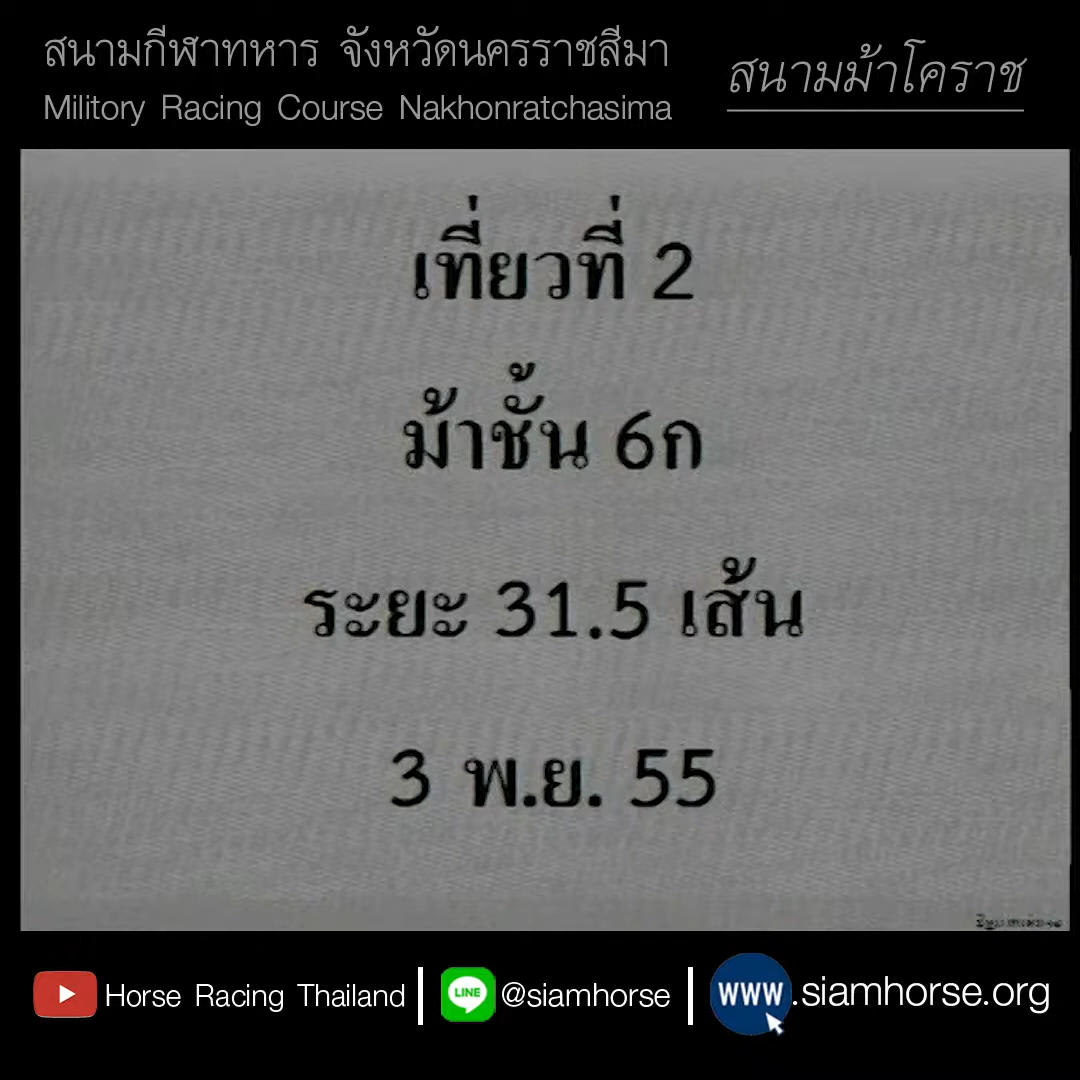 สนามกีฬาทหาร จังหวัดนครราชสีมา
Military Racing Course Nakhonratchasima
สนามม้าโคราช
เที่ยวที่ 2
ม้าชั้น 6ก
ระยะ 31.5 เส้น
3 พ.ย. 55
Horse Racing Thailand
LINE
@siamhorse
www.siamhorse.org